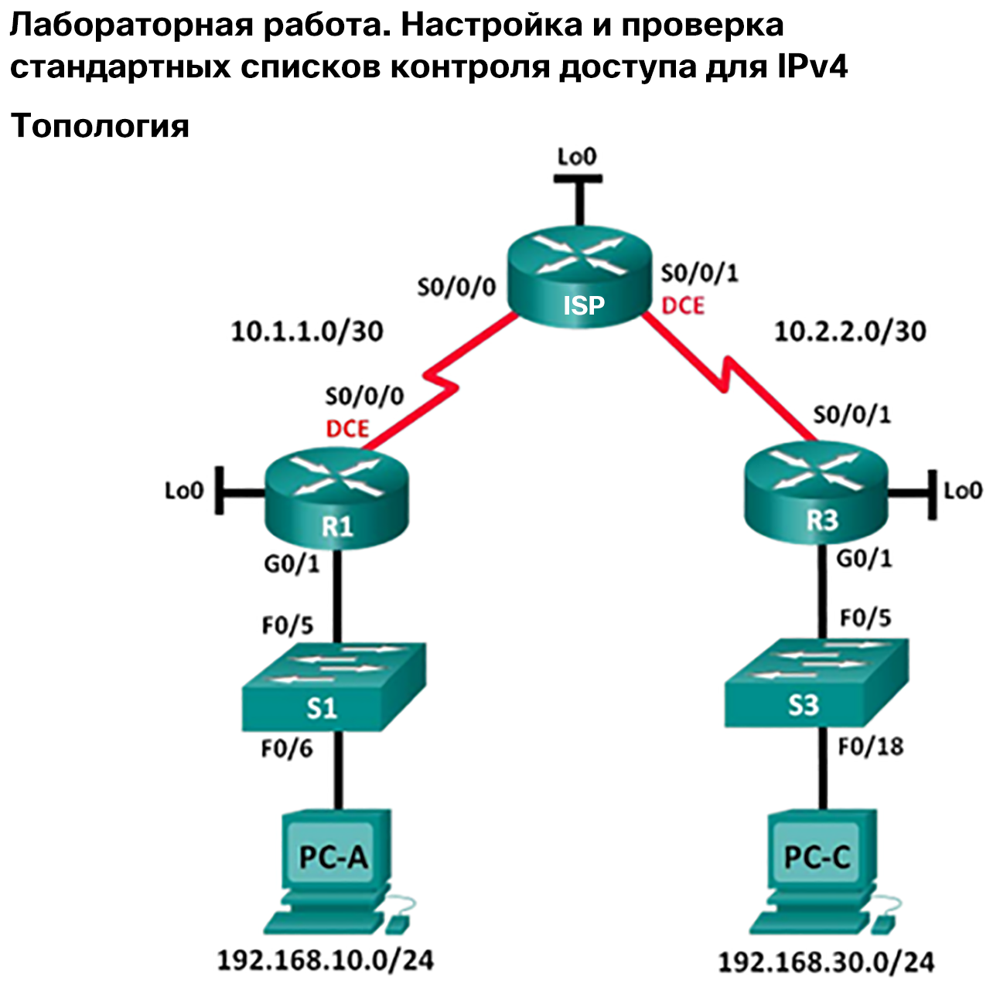 Лабораторная работа. Настройка и проверка
стандартных списков контроля доступа для IPv4
Топология
Lo0
S0/0/0
ISP
S0/0/1
DCE
10.1.1.0/30
10.2.2.0/30
S0/0/0
DCE
S0/0/1
Lo0
R1
R3
Lo0
G0/1
G0/1
F0/5
F0/5
S1
S3
F0/6
F0/18
PC-A
PC-C
192.168.10.0/24
192.168.30.0/24